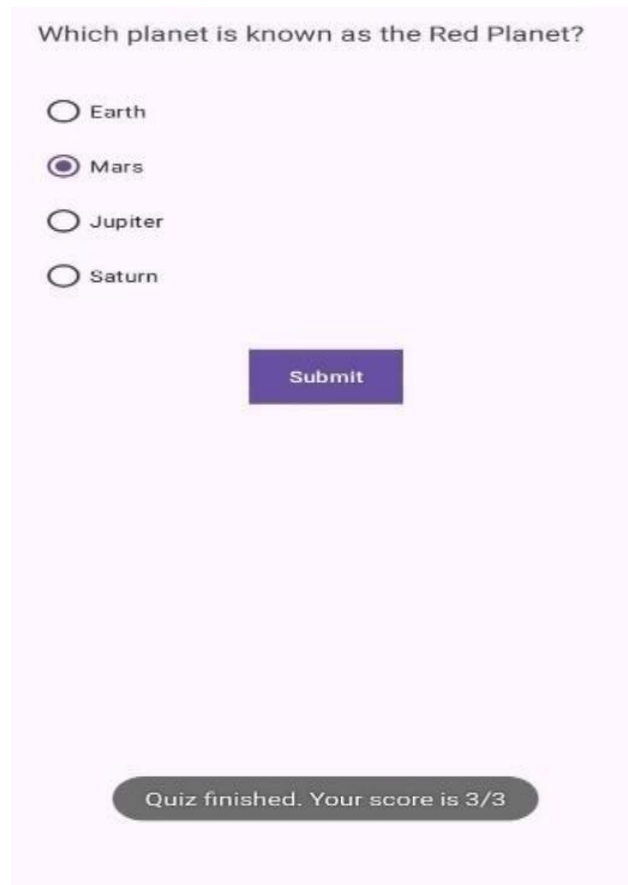 Which planet is known as the Red Planet?
Earth
Mars
Jupiter
Saturn
Submit
Quiz finished. Your score is 3/3